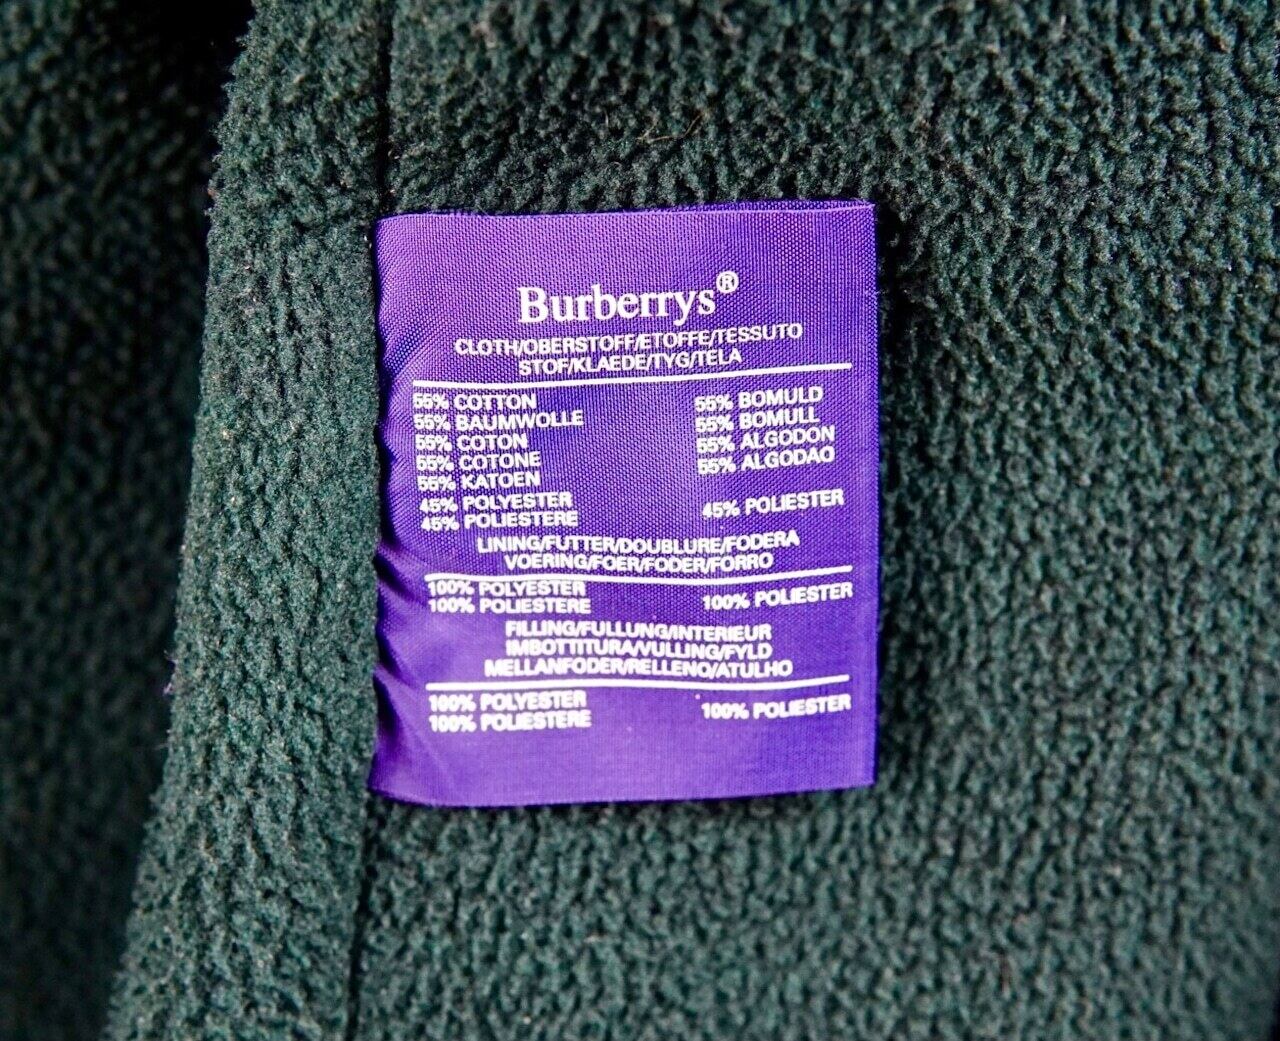 Burberrys®
CLOTH/OBERSTOFF/ETOFFE/TESSUTO
STOF/KLAEDE/TYG/TELA
55% COTTON 55% BOMULD
55% BAUMWOLLE 55% BOMULL
55% COTON 55% ALGODON
55% COTONE 55% ALGODAO
55% KATOEN
45% POLYESTER 45% POLIESTER
45% POLIESTERE
LINING/FUTTER/DOUBLURE/FODERA
VOERING/FOER/FODER/FORRO
100% POLYESTER 100% POLIESTER
100% POLIESTERE
FILLING/FULLUNG/INTERIEUR
IMBOTTITURA/VULLING/FYLD
MELLANFODER/RELLENO/ATULHO
100% POLYESTER 100% POLIESTER
100% POLIESTERE